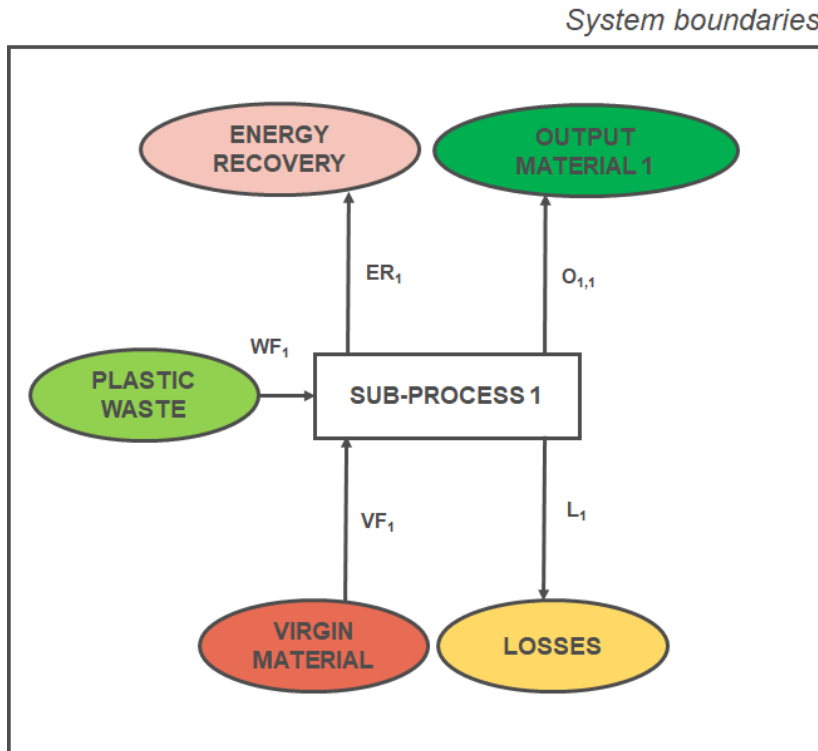 System boundaries
ENERGY
RECOVERY
OUTPUT
MATERIAL 1
ER₁
O₁,₁
WF₁
PLASTIC
WASTE
SUB-PROCESS 1
VF₁
L₁
VIRGIN
MATERIAL
LOSSES